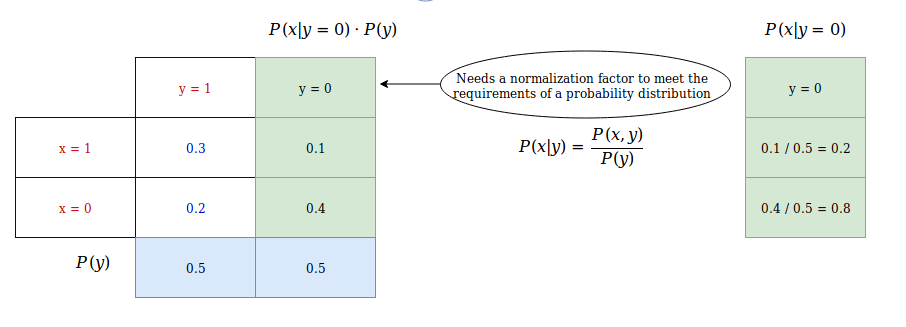 P(x|y = 0) · P(y)
P(x|y = 0)
y = 1
y = 0
Needs a normalization factor to meet the
requirements of a probability distribution
y = 0
x = 1
0.3
0.1
P(x|y) = P(x, y) / P(y)
0.1 / 0.5 = 0.2
x = 0
0.2
0.4
0.4 / 0.5 = 0.8
P(y)
0.5
0.5